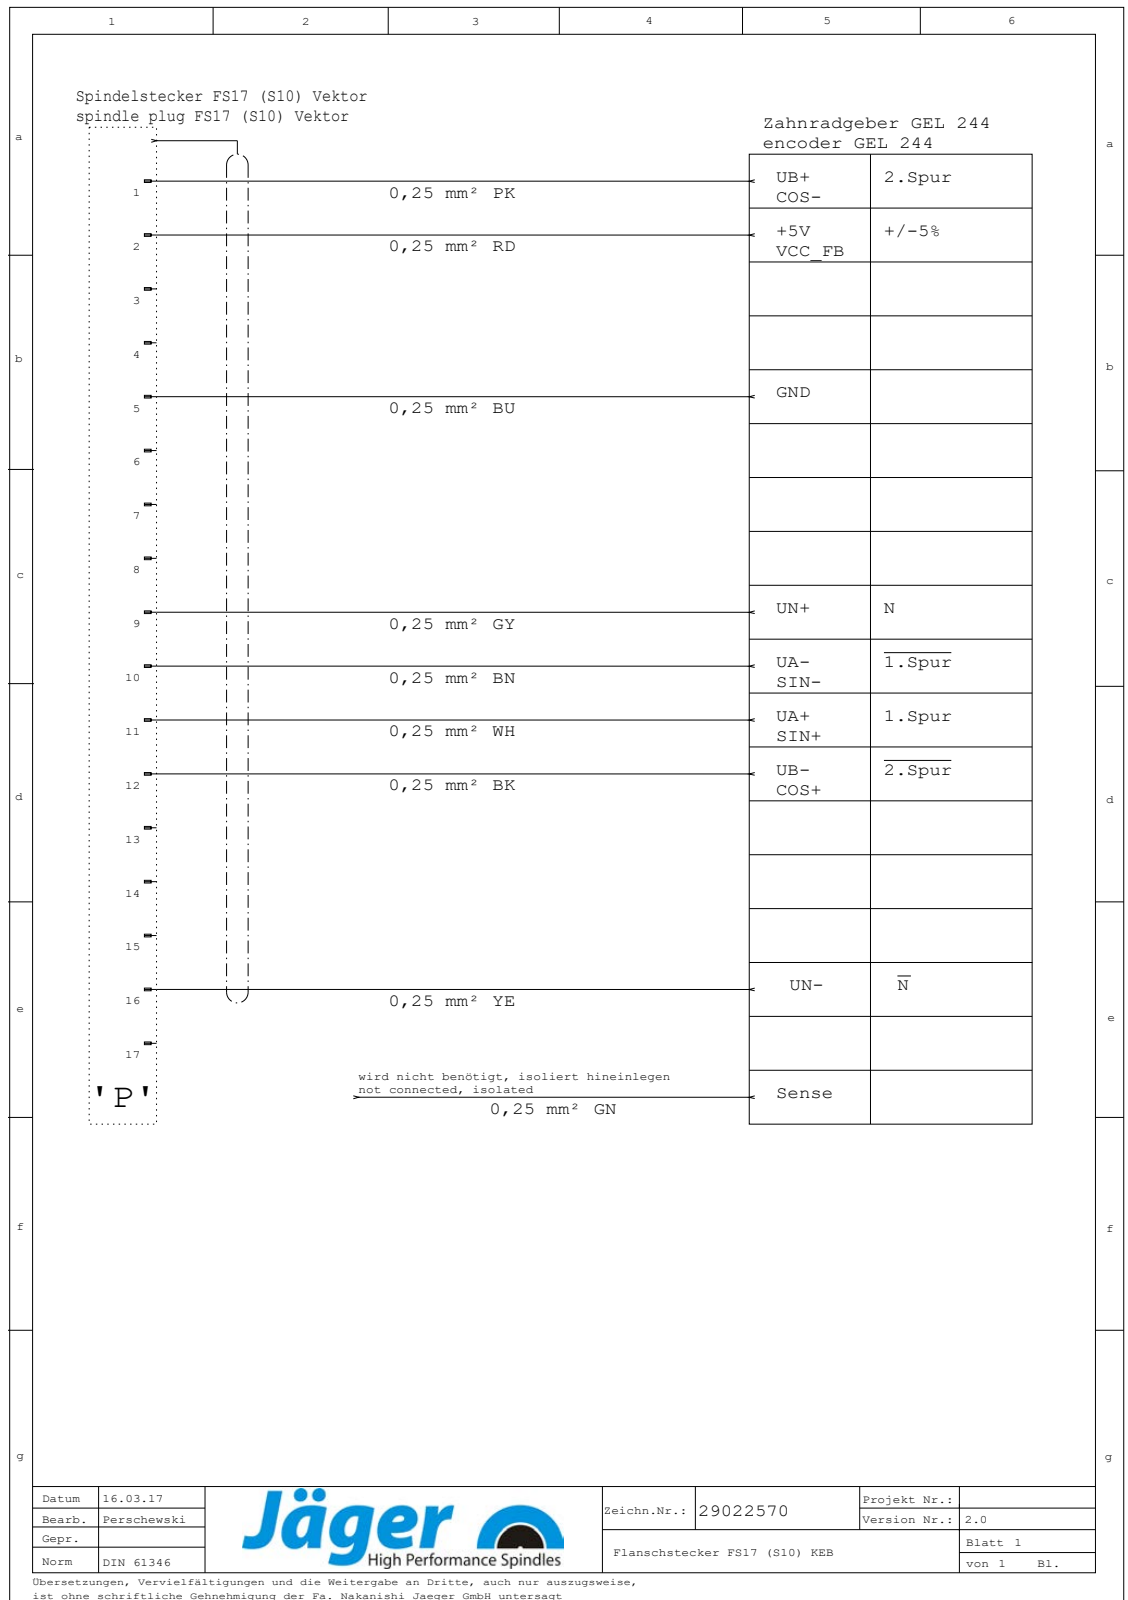 1 2 3 4 5 6
Spindelstecker FS17 (S10) Vektor
spindle plug FS17 (S10) Vektor
Zahnradgeber GEL 244
encoder GEL 244
a a
1 0,25 mm² PK UB+ 2.Spur
COS-
2 0,25 mm² RD +5V +/-5%
VCC_FB
3
4
b b
5 0,25 mm² BU GND
6
7
8
c c
9 0,25 mm² GY UN+ N
10 0,25 mm² BN UA- 1.Spur
SIN-
11 0,25 mm² WH UA+ 1.Spur
SIN+
12 0,25 mm² BK UB- 2.Spur
COS+
d d
13
14
15
16 0,25 mm² YE UN- N
e e
17
wird nicht benötigt, isoliert hineinlegen
not connected, isolated
'P' 0,25 mm² GN Sense
f f
g g
Datum 16.03.17
Bearb. Perschewski
Gepr.
Norm DIN 61346
Jäger
High Performance Spindles
Zeichn.Nr.: 29022570
Flanschstecker FS17 (S10) KEB
Projekt Nr.:
Version Nr.: 2.0
Blatt 1
von 1 Bl.
Übersetzungen, Vervielfältigungen und die Weitergabe an Dritte, auch nur auszugsweise,
ist ohne schriftliche Gehnehmigung der Fa. Nakanishi Jaeger GmbH untersagt